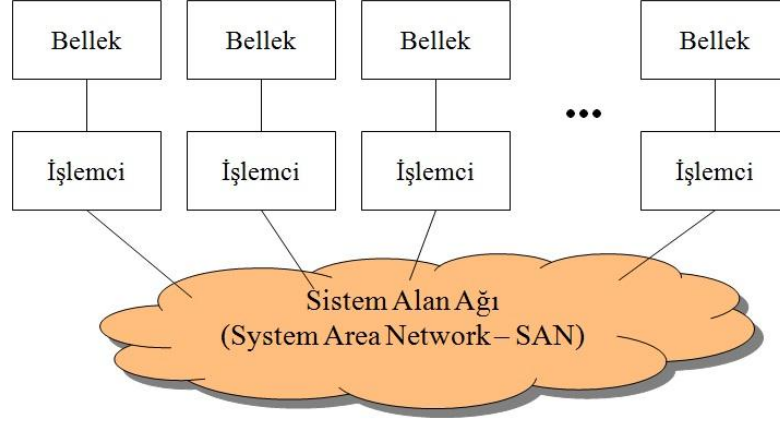 Bellek
Bellek
Bellek
Bellek
İşlemci
İşlemci
İşlemci
İşlemci
Sistem Alan Ağı
(System Area Network – SAN)